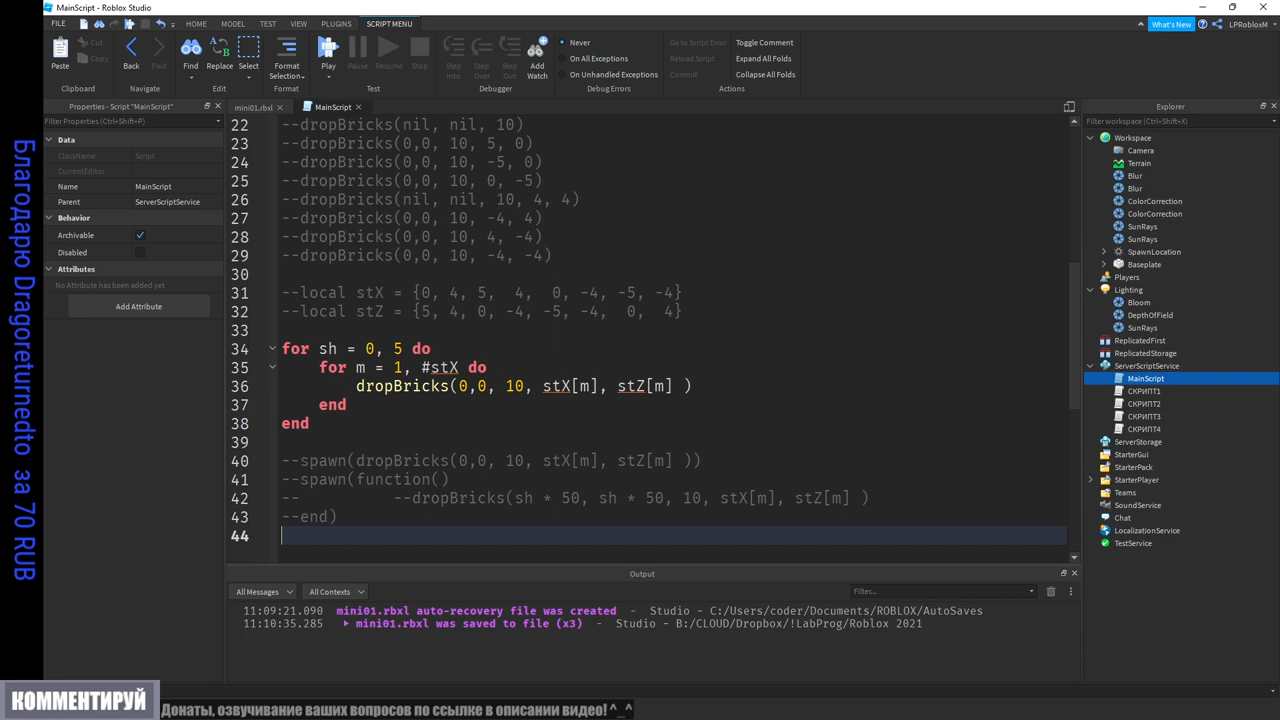 MainScript - Roblox Studio
FILE HOME MODEL TEST VIEW PLUGINS SCRIPT MENU What's New LPRobloxM
Paste Cut Copy Back Fwd Find Replace Select Format Selection Play Pause Resume Stop Step Into Step Over Step Out Add Watch Never On All Exceptions On Unhandled Exceptions Go to Script Error Reload Script Commit Toggle Comment Expand All Folds Collapse All Folds
Clipboard Navigate Edit Format Test Debugger Debug Errors Actions
Properties - Script "MainScript"
Filter Properties (Ctrl+Shift+P)
Data
ClassName Script
CurrentEditor
Name MainScript
Parent ServerScriptService
Behavior
Archivable
Disabled
Attributes
No Attribute has been added yet
Add Attribute
mini01.rbxl MainScript
22 --dropBricks(nil, nil, 10)
23 --dropBricks(0,0, 10, 5, 0)
24 --dropBricks(0,0, 10, -5, 0)
25 --dropBricks(0,0, 10, 0, -5)
26 --dropBricks(nil, nil, 10, 4, 4)
27 --dropBricks(0,0, 10, -4, 4)
28 --dropBricks(0,0, 10, 4, -4)
29 --dropBricks(0,0, 10, -4, -4)
30
31 --local stX = {0, 4, 5, 4, 0, -4, -5, -4}
32 --local stZ = {5, 4, 0, -4, -5, -4, 0, 4}
33
34 for sh = 0, 5 do
35 for m = 1, #stX do
36 dropBricks(0,0, 10, stX[m], stZ[m] )
37 end
38 end
39
40 --spawn(dropBricks(0,0, 10, stX[m], stZ[m] ))
41 --spawn(function()
42 -- --dropBricks(sh * 50, sh * 50, 10, stX[m], stZ[m] )
43 --end)
44
Output
All Messages All Contexts Filter...
11:09:21.090 mini01.rbxl auto-recovery file was created - Studio - C:/Users/coder/Documents/ROBLOX/AutoSaves
11:10:35.285 mini01.rbxl was saved to file (x3) - Studio - B:/CLOUD/Dropbox/!LabProg/Roblox 2021
Explorer
Filter workspace (Ctrl+Shift+X)
Workspace
Camera
Terrain
Blur
Blur
ColorCorrection
ColorCorrection
SunRays
SunRays
SpawnLocation
Baseplate
Players
Lighting
Bloom
DepthOfField
SunRays
ReplicatedFirst
ReplicatedStorage
ServerScriptService
MainScript
СКРИПТ1
СКРИПТ2
СКРИПТ3
СКРИПТ4
ServerStorage
StarterGui
StarterPack
StarterPlayer
Teams
SoundService
Chat
LocalizationService
TestService
Благодарю Dragoreturnedto за 70 RUB
КОММЕНТИРУЙ
Донаты, озвучивание ваших вопросов по ссылке в описании видео! ^_^